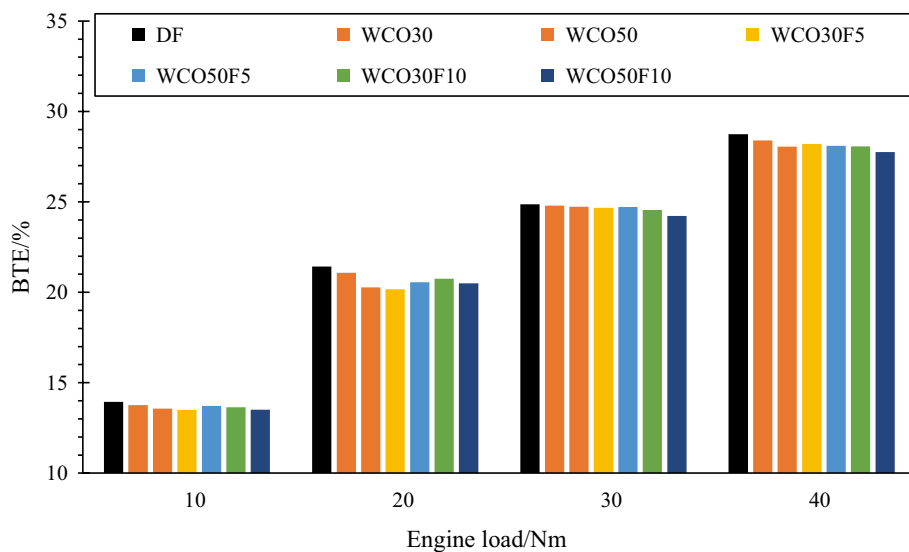 35
DF WCO30 WCO50 WCO30F5
WCO50F5 WCO30F10 WCO50F10
30
25
BTE/%
20
15
10
10 20 30 40
Engine load/Nm